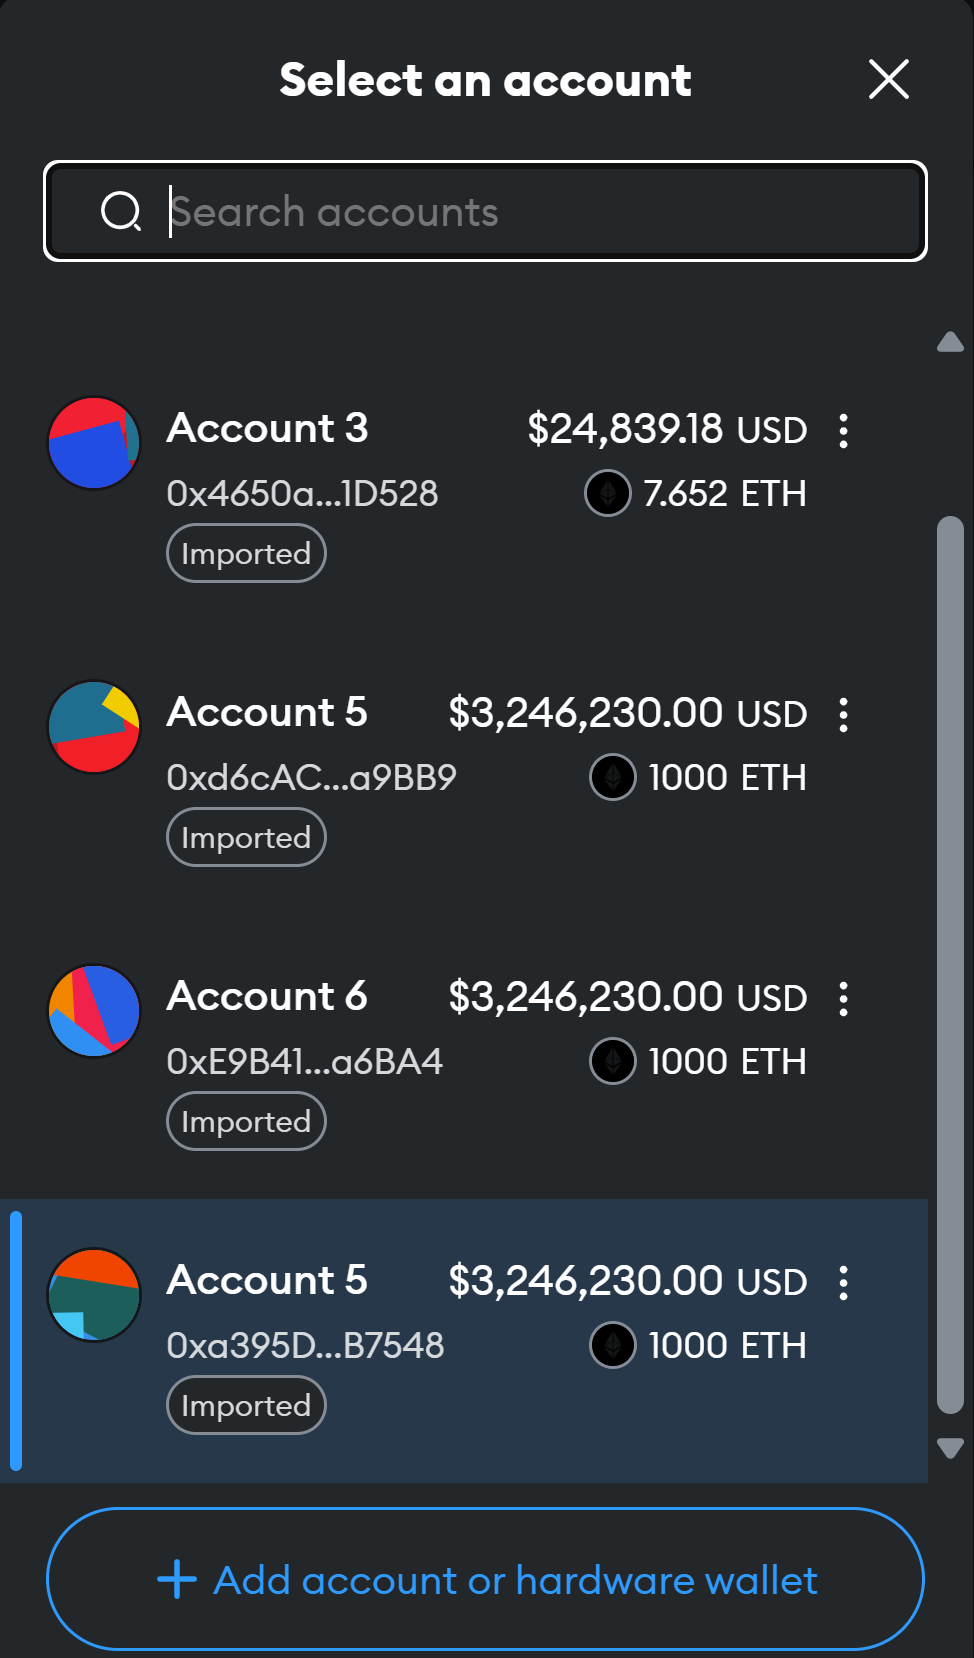 Select an account
Search accounts
Account 3 $24,839.18 USD
0x4650a...1D528 7.652 ETH
Imported
Account 5 $3,246,230.00 USD
0xd6cAC...a9BB9 1000 ETH
Imported
Account 6 $3,246,230.00 USD
0xE9B41...a6BA4 1000 ETH
Imported
Account 5 $3,246,230.00 USD
0xa395D...B7548 1000 ETH
Imported
+ Add account or hardware wallet